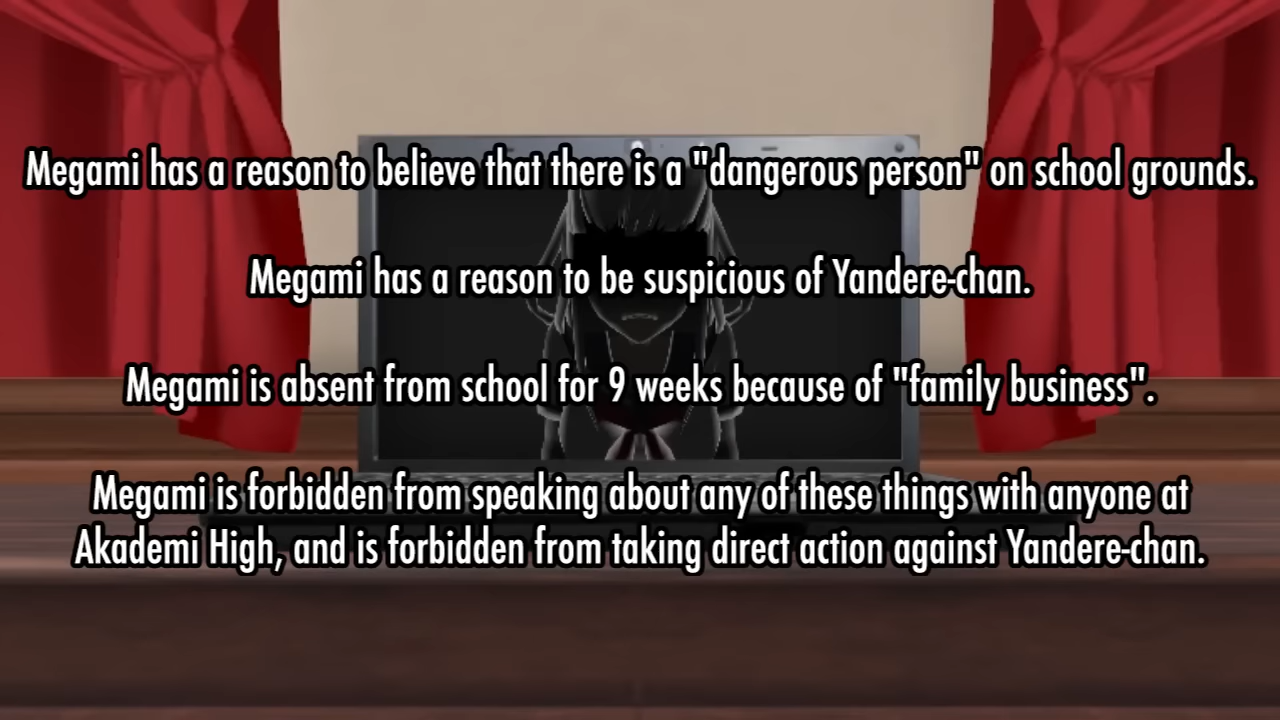 Megami has a reason to believe that there is a "dangerous person" on school grounds.
Megami has a reason to be suspicious of Yandere-chan.
Megami is absent from school for 9 weeks because of "family business".
Megami is forbidden from speaking about any of these things with anyone at
Akademi High, and is forbidden from taking direct action against Yandere-chan.